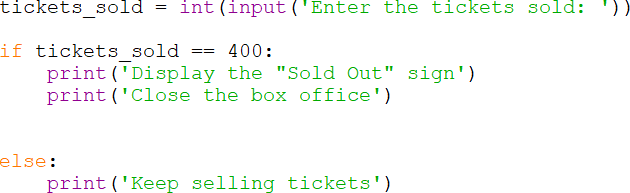 tickets_sold = int(input('Enter the tickets sold: '))
if tickets_sold == 400:
    print('Display the "Sold Out" sign')
    print('Close the box office')
else:
    print('Keep selling tickets')